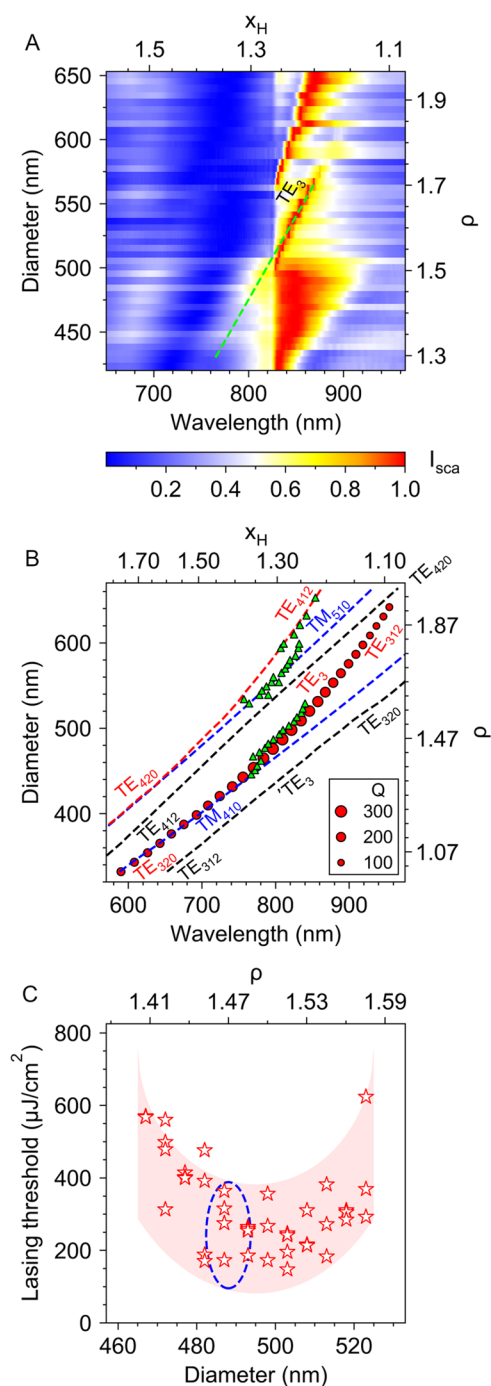 A
x_H
1.5 1.3 1.1
650
600
550
500
450
Diameter (nm)
TE_3
1.9
1.7
1.5
1.3
ρ
700 800 900
Wavelength (nm)
0.2 0.4 0.6 0.8 1.0
I_sca
B
x_H
1.70 1.50 1.30 1.10
TE_420
TE_412
TM_510
600
500
400
Diameter (nm)
TE_3
TE_312
TE_420
TE_320
TE_412
TM_410
'TE_3
TE_320
TE_312
Q
300
200
100
1.87
1.47
1.07
ρ
600 700 800 900
Wavelength (nm)
C
ρ
1.41 1.47 1.53 1.59
800
600
400
200
0
Lasing threshold (μJ/cm²)
460 480 500 520
Diameter (nm)